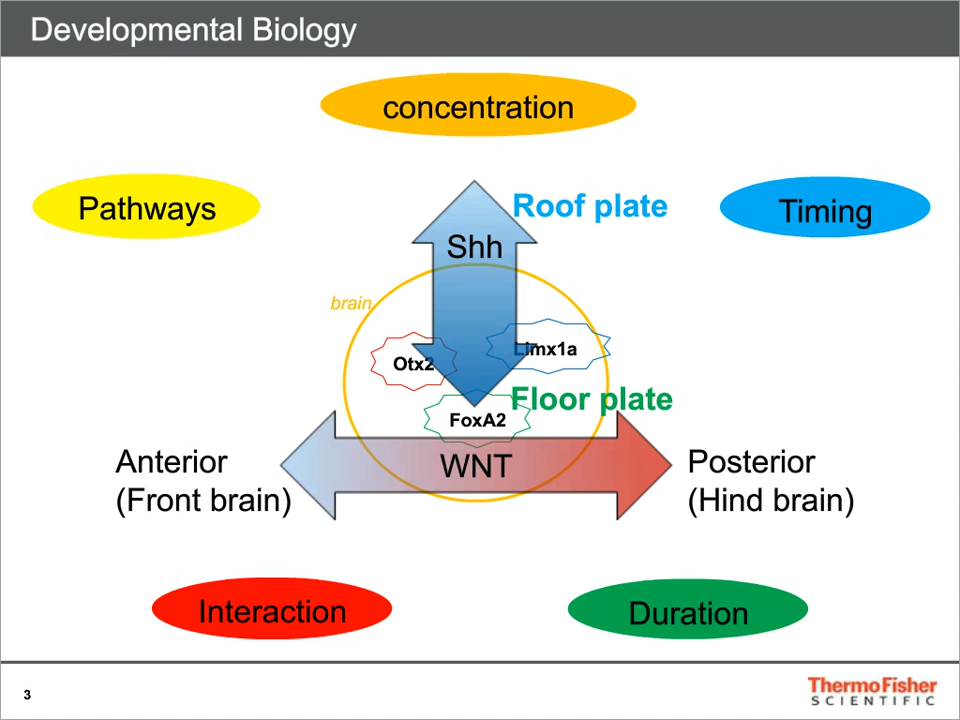 Developmental Biology
concentration
Pathways
Roof plate
Timing
Shh
brain
Limx1a
Otx2
Floor plate
FoxA2
Anterior
(Front brain)
WNT
Posterior
(Hind brain)
Interaction
Duration
3
ThermoFisher
SCIENTIFIC